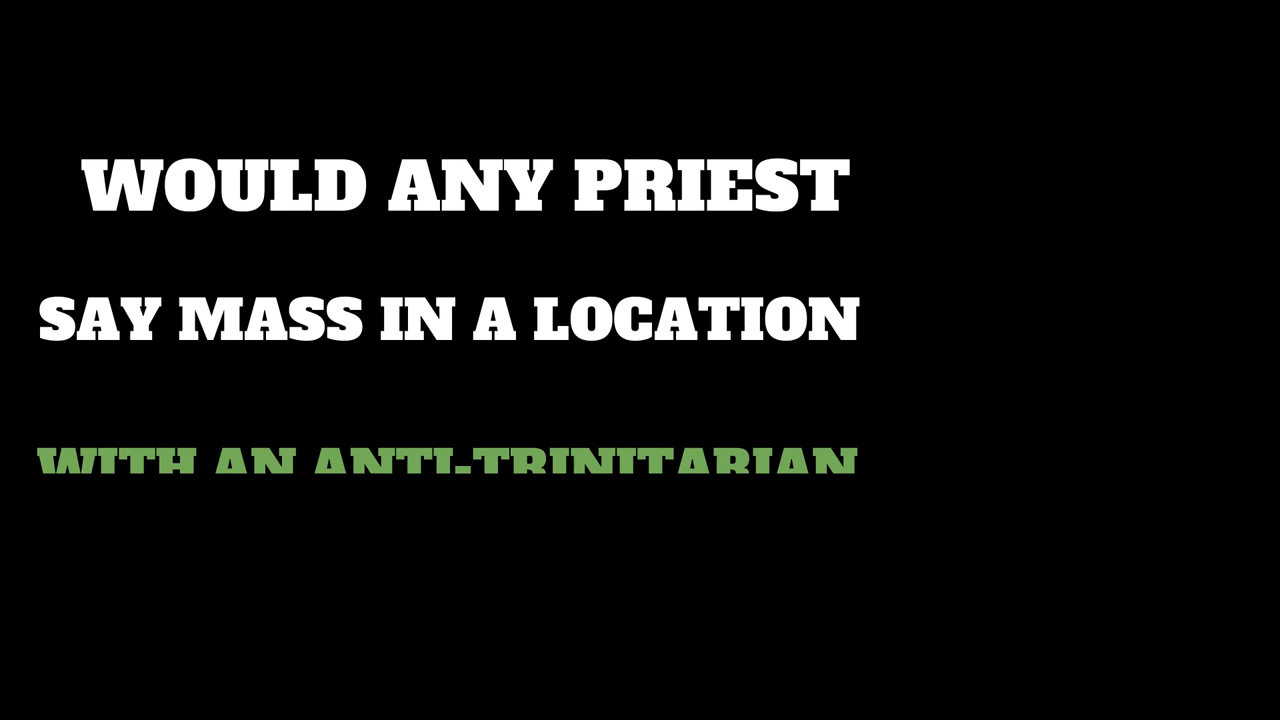 WOULD ANY PRIEST
SAY MASS IN A LOCATION
WITH AN ANTI-TRINITARIAN